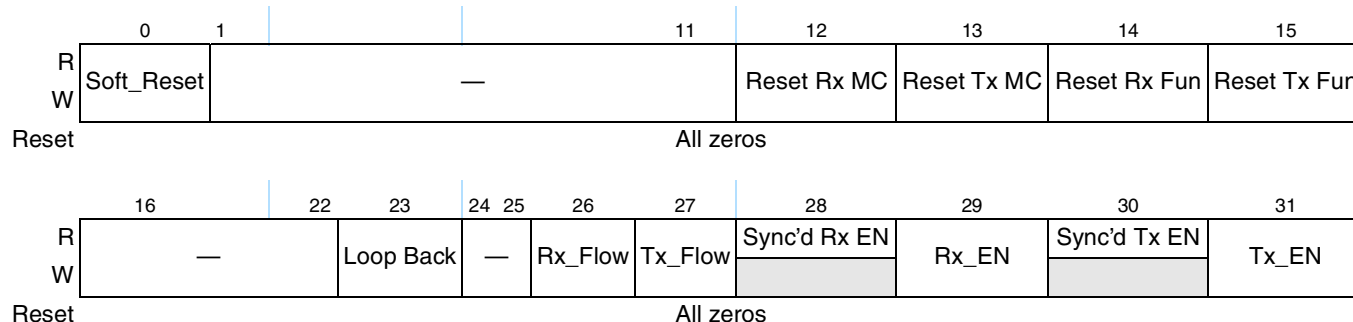 0 1 11 12 13 14 15
R
W
Soft_Reset — Reset Rx MC Reset Tx MC Reset Rx Fun Reset Tx Fun
Reset All zeros
16 22 23 24 25 26 27 28 29 30 31
R
W
— Loop Back — Rx_Flow Tx_Flow Sync’d Rx EN Rx_EN Sync’d Tx EN Tx_EN
Reset All zeros